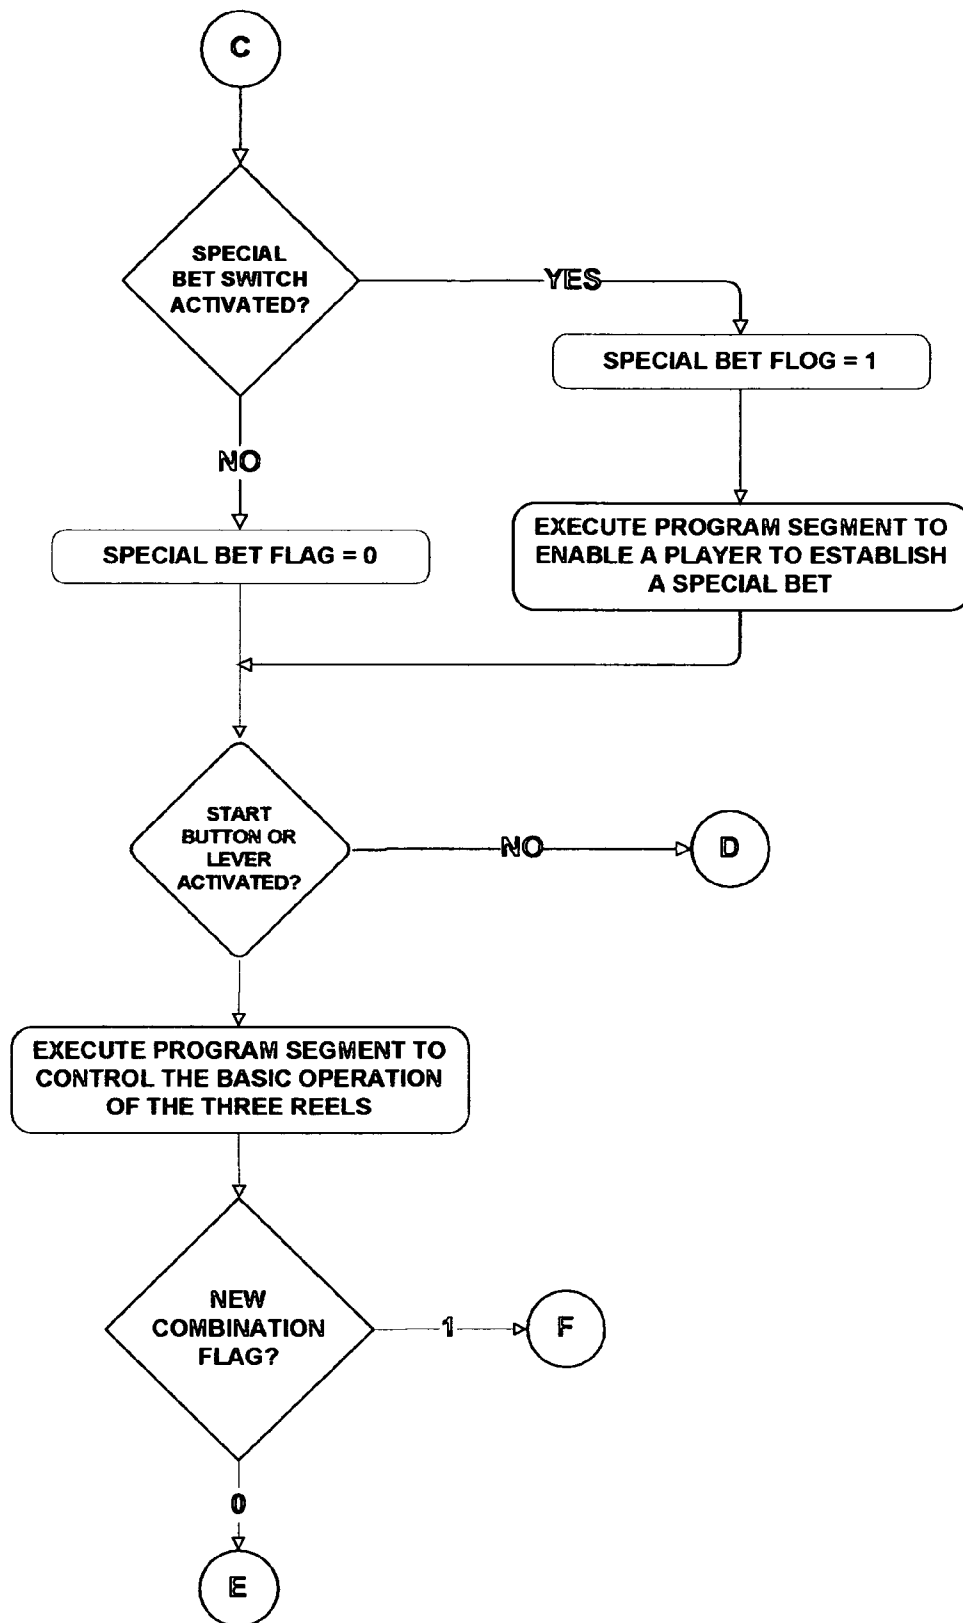 C
SPECIAL
BET SWITCH
ACTIVATED?
YES
SPECIAL BET FLOG = 1
NO
SPECIAL BET FLAG = 0
EXECUTE PROGRAM SEGMENT TO
ENABLE A PLAYER TO ESTABLISH
A SPECIAL BET
START
BUTTON OR
LEVER
ACTIVATED?
NO
D
EXECUTE PROGRAM SEGMENT TO
CONTROL THE BASIC OPERATION
OF THE THREE REELS
NEW
COMBINATION
FLAG?
1
F
0
E